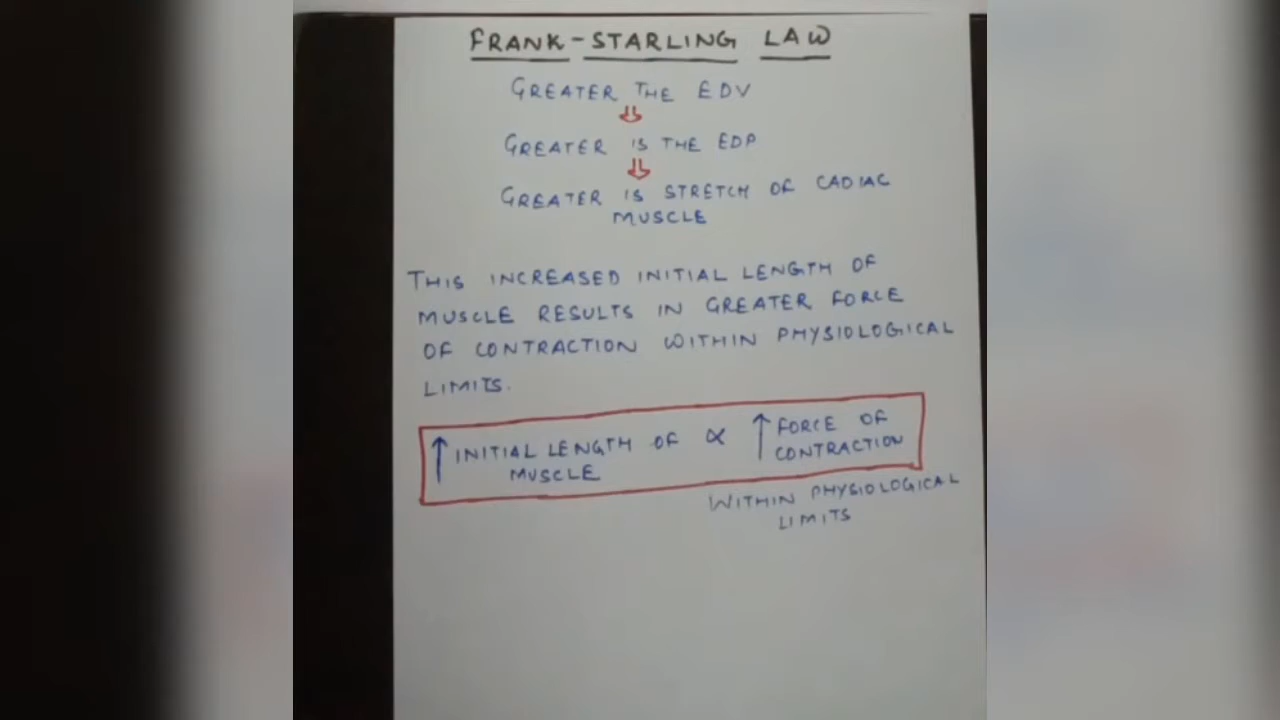 FRANK-STARLING LAW
GREATER THE EDV
⇓
GREATER IS THE EDP
⇓
GREATER IS STRETCH OF CADIAC
MUSCLE
THIS INCREASED INITIAL LENGTH OF
MUSCLE RESULTS IN GREATER FORCE
OF CONTRACTION WITHIN PHYSIOLOGICAL
LIMITS.
↑ INITIAL LENGTH OF MUSCLE ∝ ↑ FORCE OF CONTRACTION
WITHIN PHYSIOLOGICAL
LIMITS